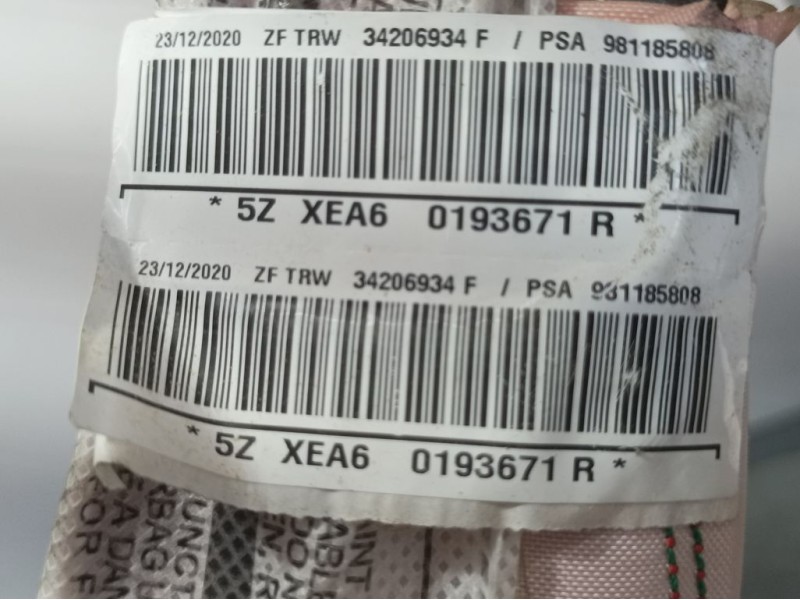 23/12/2020 ZF TRW 34206934 F / PSA 981185808
* 5Z XEA6 0193671 R *
23/12/2020 ZF TRW 34206934 F / PSA 981185808
* 5Z XEA6 0193671 R *